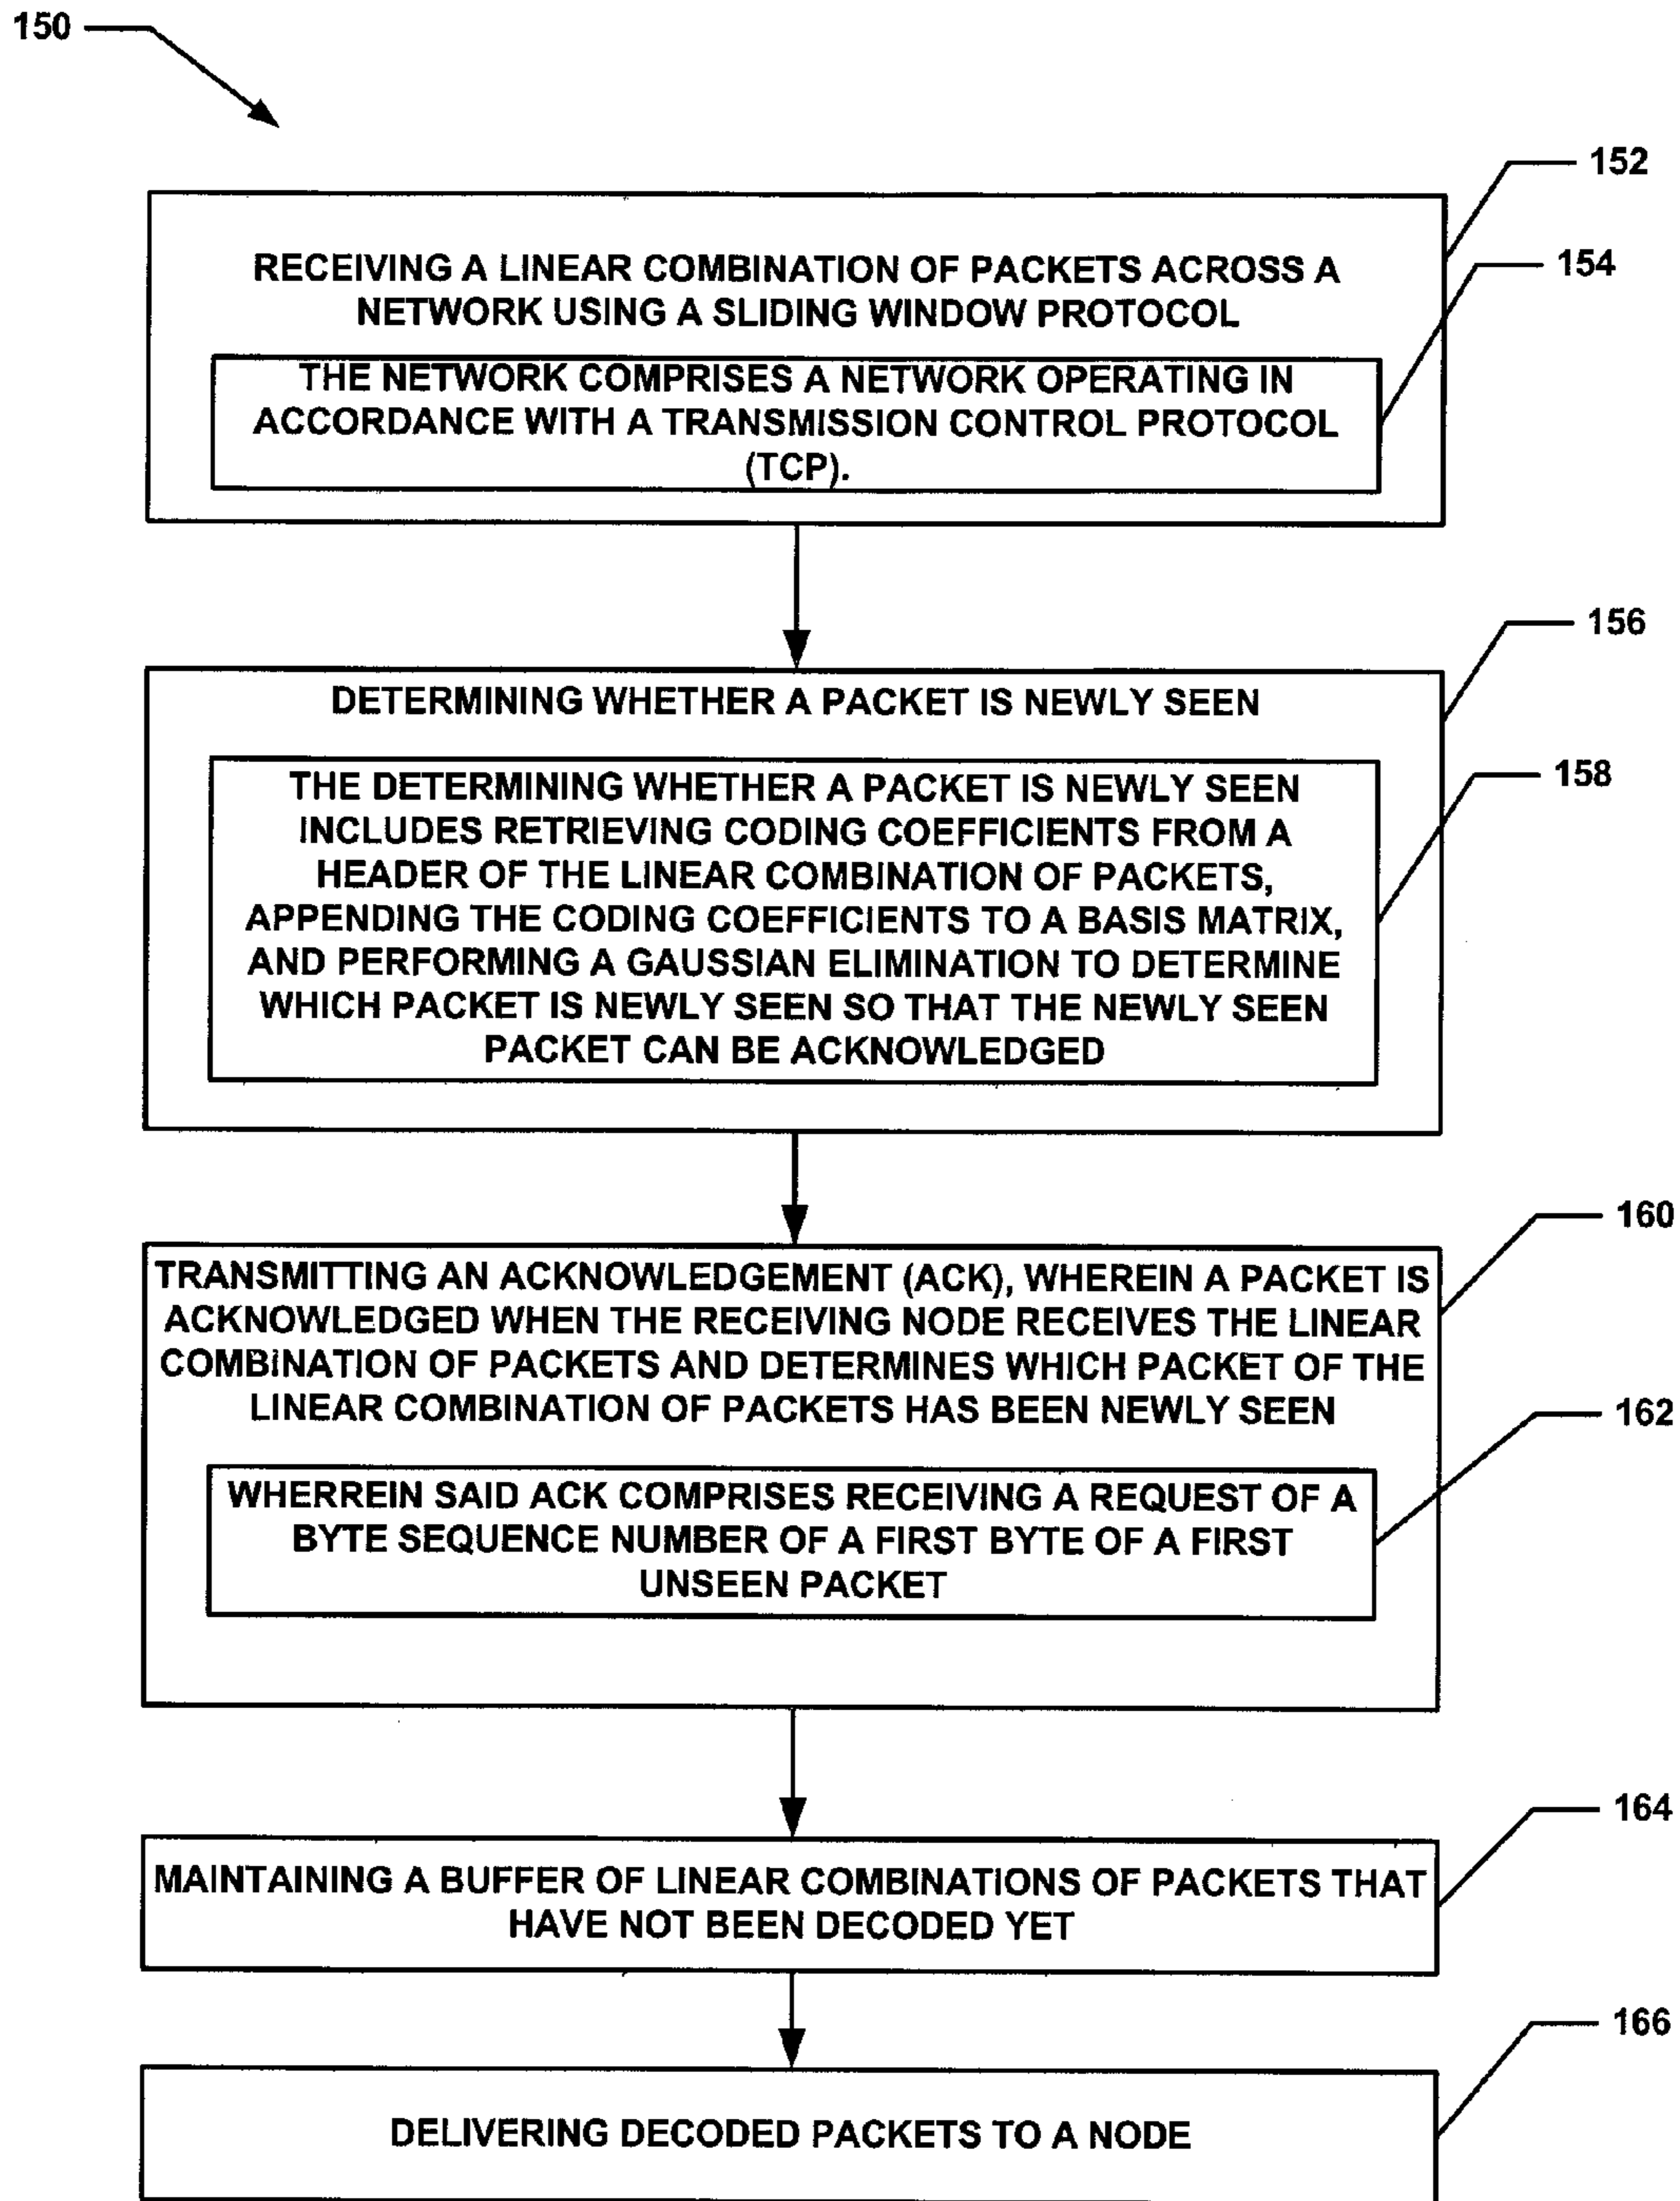 150
152
RECEIVING A LINEAR COMBINATION OF PACKETS ACROSS A
NETWORK USING A SLIDING WINDOW PROTOCOL
154
THE NETWORK COMPRISES A NETWORK OPERATING IN
ACCORDANCE WITH A TRANSMISSION CONTROL PROTOCOL
(TCP).
156
DETERMINING WHETHER A PACKET IS NEWLY SEEN
158
THE DETERMINING WHETHER A PACKET IS NEWLY SEEN
INCLUDES RETRIEVING CODING COEFFICIENTS FROM A
HEADER OF THE LINEAR COMBINATION OF PACKETS,
APPENDING THE CODING COEFFICIENTS TO A BASIS MATRIX,
AND PERFORMING A GAUSSIAN ELIMINATION TO DETERMINE
WHICH PACKET IS NEWLY SEEN SO THAT THE NEWLY SEEN
PACKET CAN BE ACKNOWLEDGED
160
TRANSMITTING AN ACKNOWLEDGEMENT (ACK), WHEREIN A PACKET IS
ACKNOWLEDGED WHEN THE RECEIVING NODE RECEIVES THE LINEAR
COMBINATION OF PACKETS AND DETERMINES WHICH PACKET OF THE
LINEAR COMBINATION OF PACKETS HAS BEEN NEWLY SEEN
162
WHERREIN SAID ACK COMPRISES RECEIVING A REQUEST OF A
BYTE SEQUENCE NUMBER OF A FIRST BYTE OF A FIRST
UNSEEN PACKET
164
MAINTAINING A BUFFER OF LINEAR COMBINATIONS OF PACKETS THAT
HAVE NOT BEEN DECODED YET
166
DELIVERING DECODED PACKETS TO A NODE